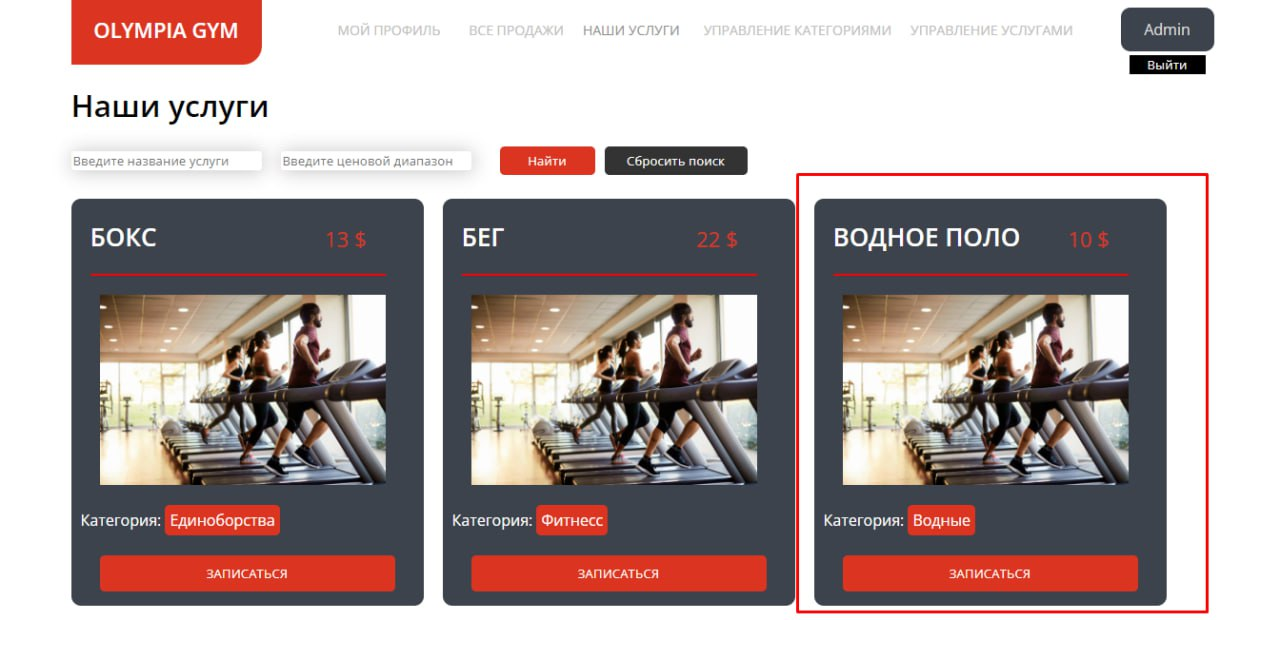 OLYMPIA GYM
МОЙ ПРОФИЛЬ ВСЕ ПРОДАЖИ НАШИ УСЛУГИ УПРАВЛЕНИЕ КАТЕГОРИЯМИ УПРАВЛЕНИЕ УСЛУГАМИ
Admin
Выйти
Наши услуги
Введите название услуги Введите ценовой диапазон Найти Сбросить поиск
БОКС 13 $
Категория: Единоборства
ЗАПИСАТЬСЯ
БЕГ 22 $
Категория: Фитнесс
ЗАПИСАТЬСЯ
ВОДНОЕ ПОЛО 10 $
Категория: Водные
ЗАПИСАТЬСЯ